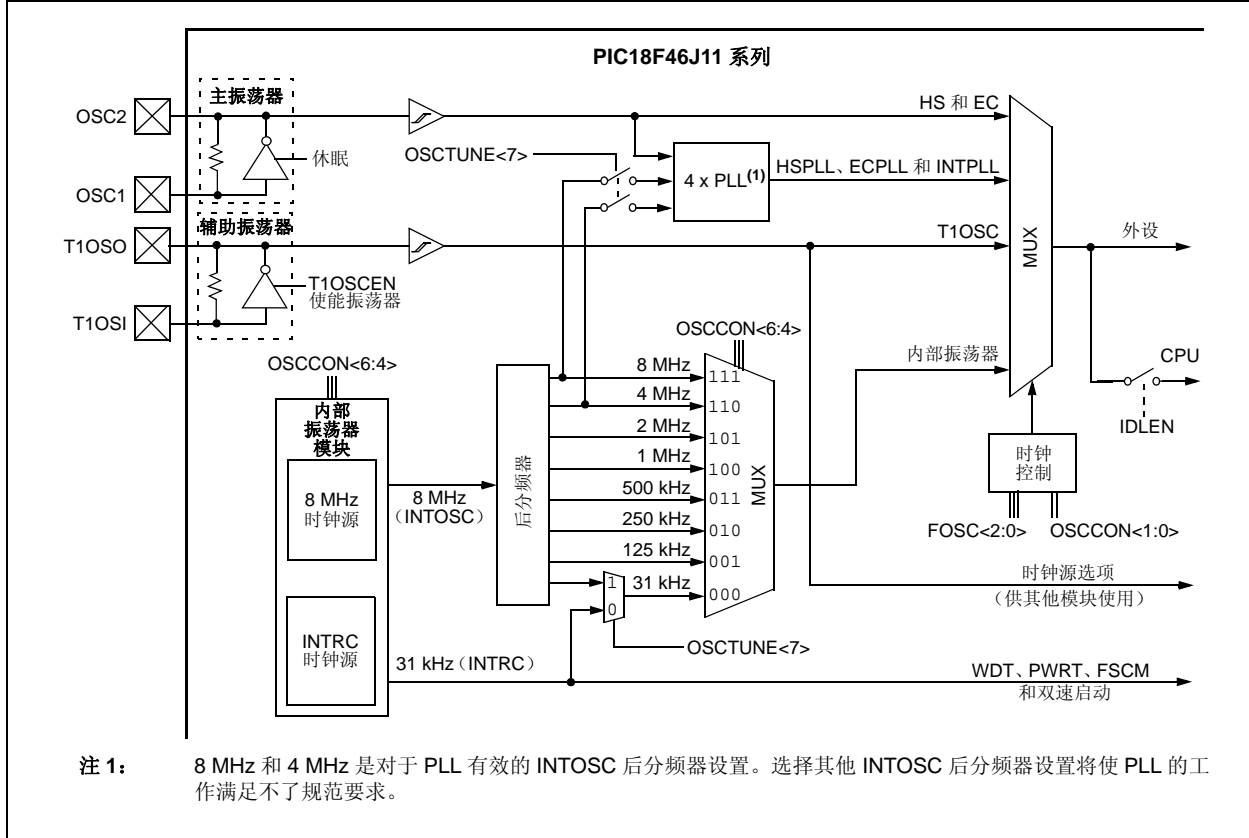 PIC18F46J11 系列
主振荡器
OSC2
休眠
OSC1
辅助振荡器
T1OSO
T1OSCEN
使能振荡器
T1OSI
OSCTUNE<7>
4 x PLL(1)
HS 和 EC
HSPLL、ECPLL 和 INTPLL
T1OSC
MUX
外设
内部振荡器
CPU
IDLEN
时钟
控制
FOSC<2:0>
OSCCON<1:0>
OSCCON<6:4>
内部
振荡器
模块
8 MHz
时钟源
INTRC
时钟源
8 MHz
（INTOSC）
后分频器
OSCCON<6:4>
8 MHz 111
4 MHz 110
2 MHz 101
1 MHz 100
500 kHz 011
250 kHz 010
125 kHz 001
1 31 kHz 000
0
MUX
OSCTUNE<7>
31 kHz（INTRC）
时钟源选项
（供其他模块使用）
WDT、PWRT、FSCM
和双速启动
注 1： 8 MHz 和 4 MHz 是对于 PLL 有效的 INTOSC 后分频器设置。选择其他 INTOSC 后分频器设置将使 PLL 的工
作满足不了规范要求。